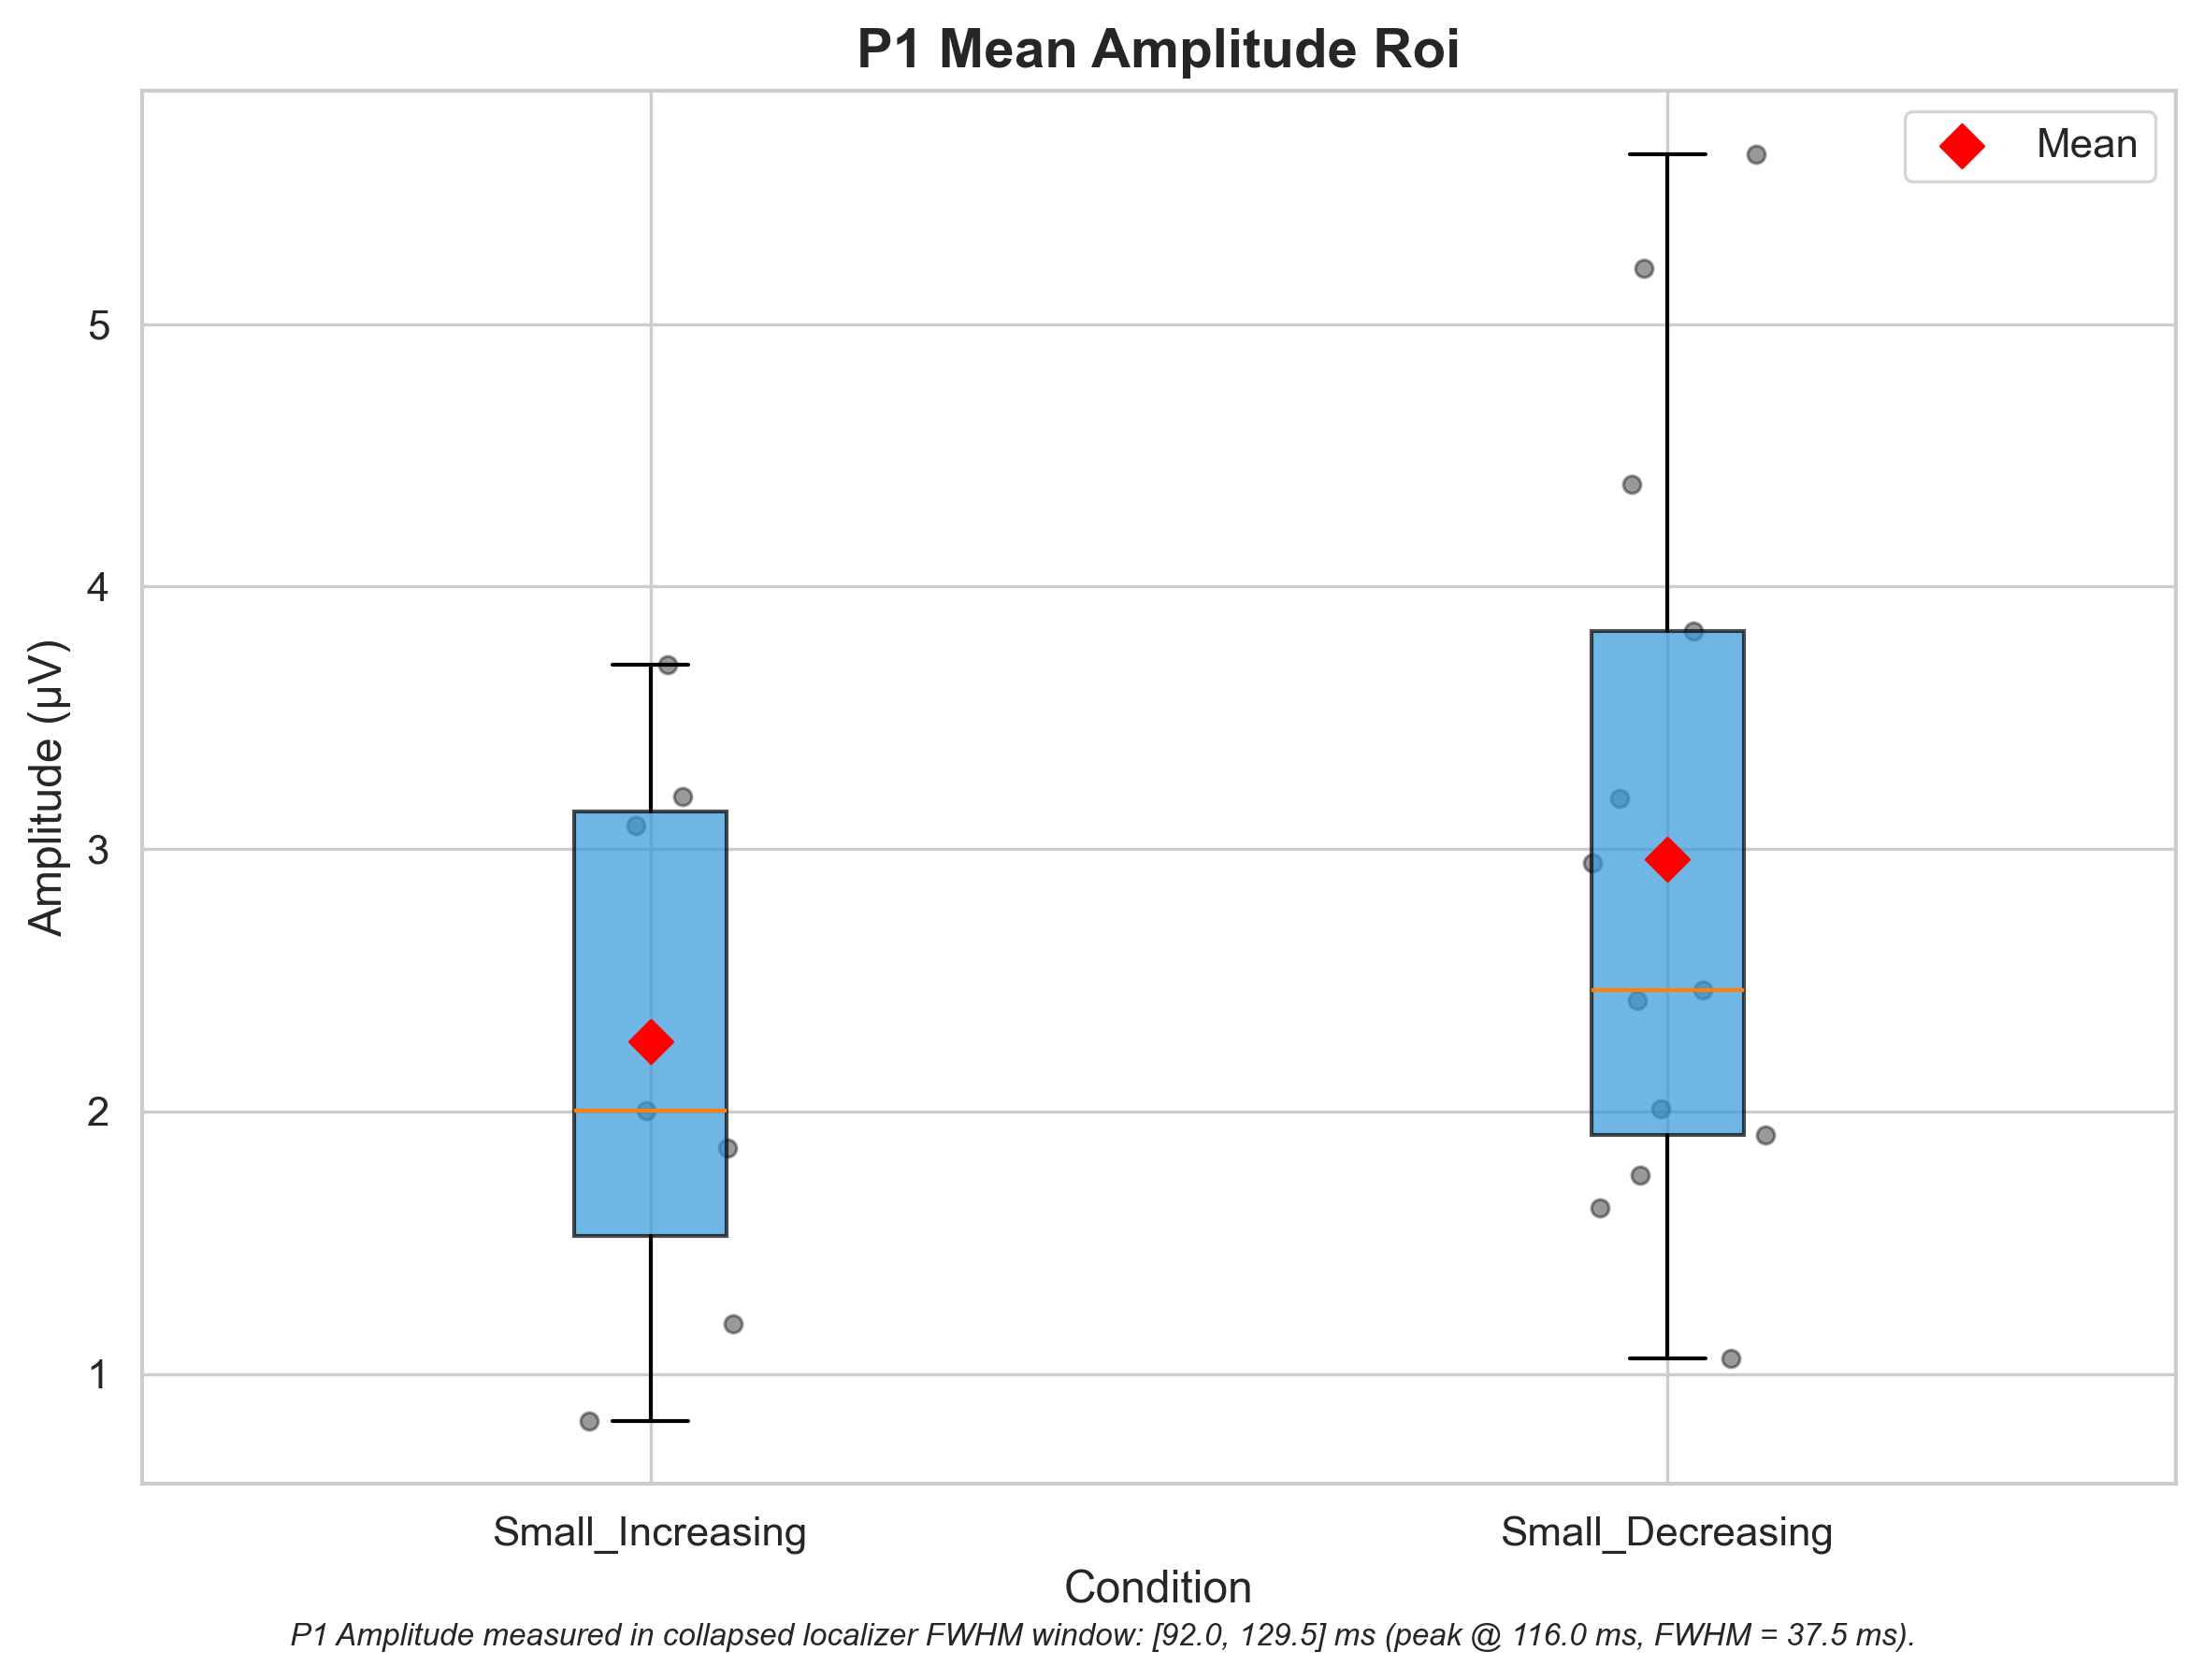 P1 Mean Amplitude Roi
Mean
Amplitude (µV)
5
4
3
2
1
Small_Increasing
Small_Decreasing
Condition
P1 Amplitude measured in collapsed localizer FWHM window: [92.0, 129.5] ms (peak @ 116.0 ms, FWHM = 37.5 ms).